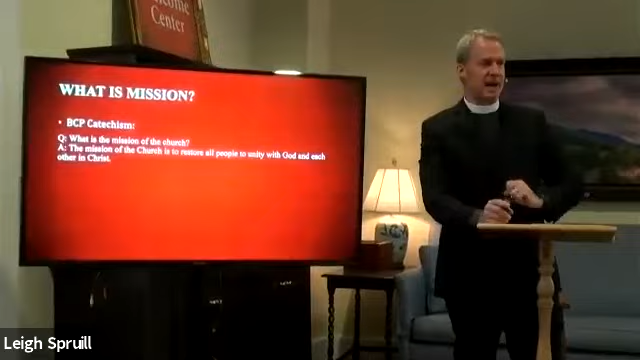 Welcome
Center
WHAT IS MISSION?
• BCP Catechism:
Q: What is the mission of the church?
A: The mission of the Church is to restore all people to unity with God and each
other in Christ.
Leigh Spruill